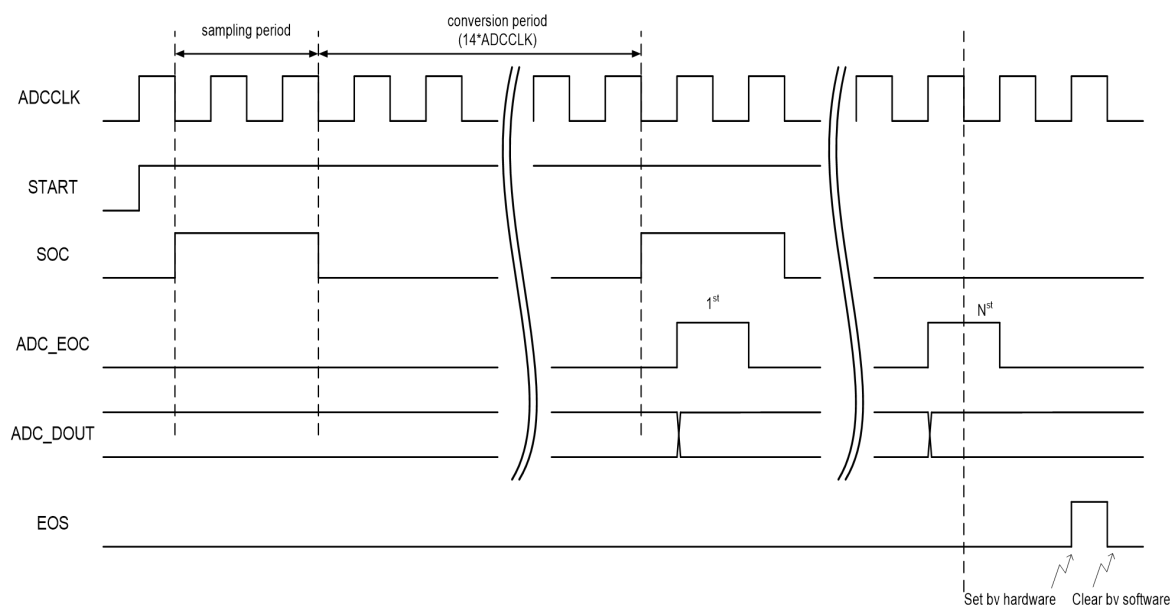 sampling period
conversion period
(14*ADCCLK)
ADCCLK
START
SOC
1st
Nst
ADC_EOC
ADC_DOUT
EOS
Set by hardware
Clear by software